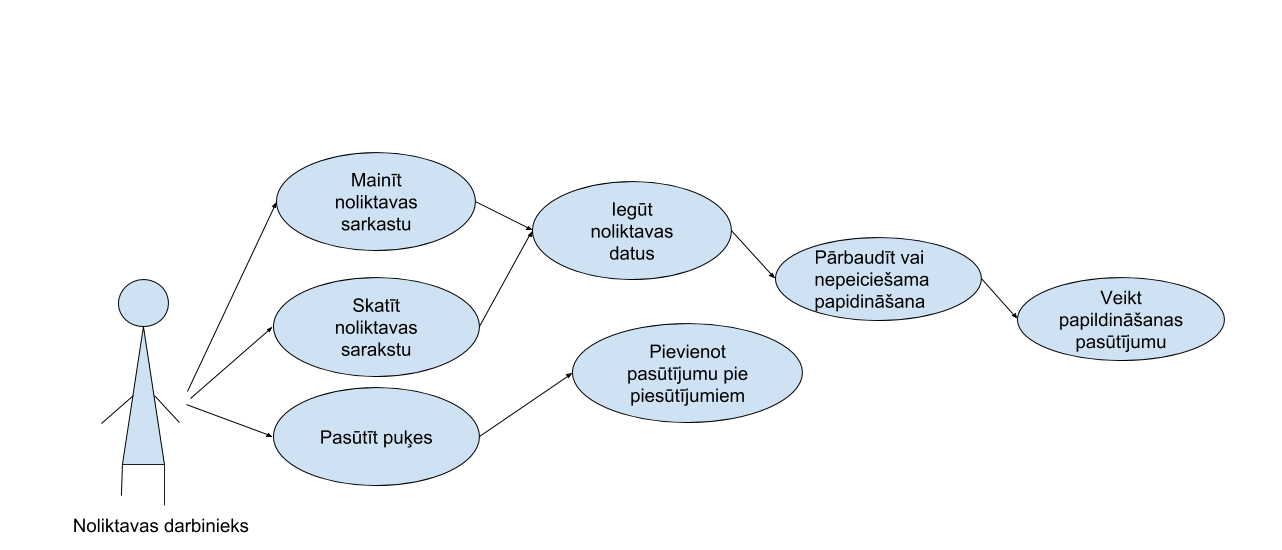 Mainīt
noliktavas
sarkastu
Iegūt
noliktavas
datus
Pārbaudīt vai
nepeiciešama
papidināšana
Veikt
papildināšanas
pasūtījumu
Skatīt
noliktavas
sarakstu
Pievienot
pasūtījumu pie
piesūtījumiem
Pasūtīt puķes
Noliktavas darbinieks